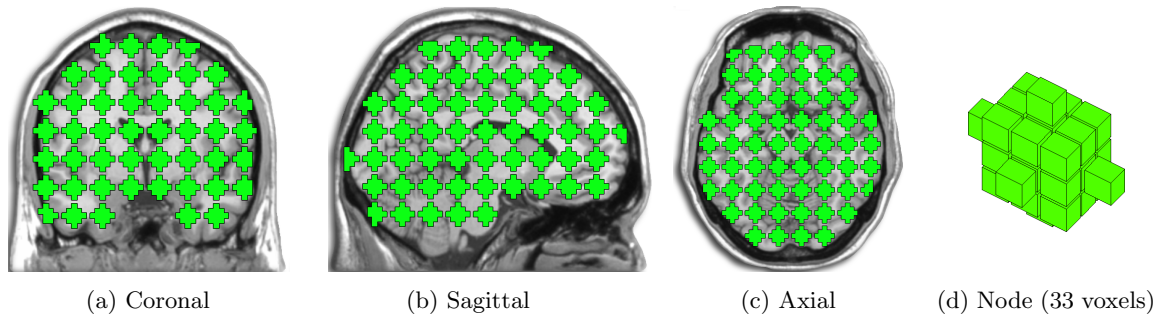 (a) Coronal
(b) Sagittal
(c) Axial
(d) Node (33 voxels)